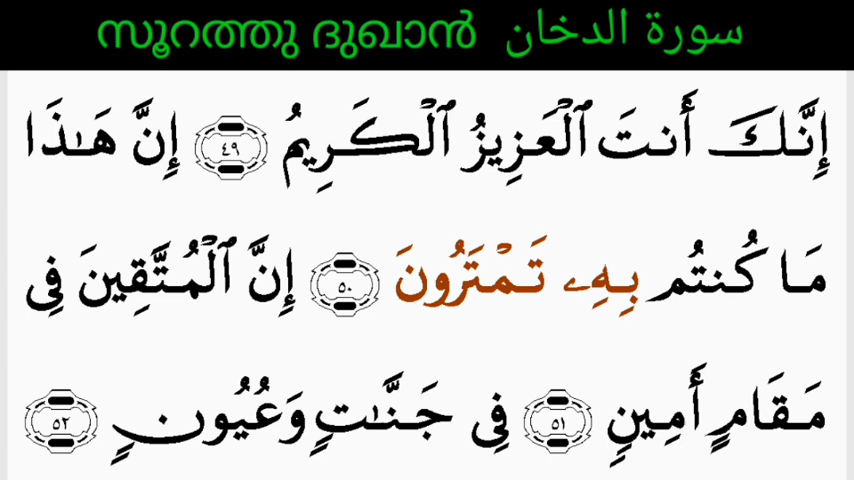 സൂറത്തു ദുഖാൻ سورة الدخان
إِنَّكَ أَنتَ ٱلْعَزِيزُ ٱلْكَرِيمُ ٤٩ إِنَّ هَـٰذَا
مَا كُنتُم بِهِۦ تَمْتَرُونَ ٥٠ إِنَّ ٱلْمُتَّقِينَ فِى
مَقَامٍ أَمِينٍ ٥١ فِى جَنَّـٰتٍ وَعُيُونٍ ٥٢